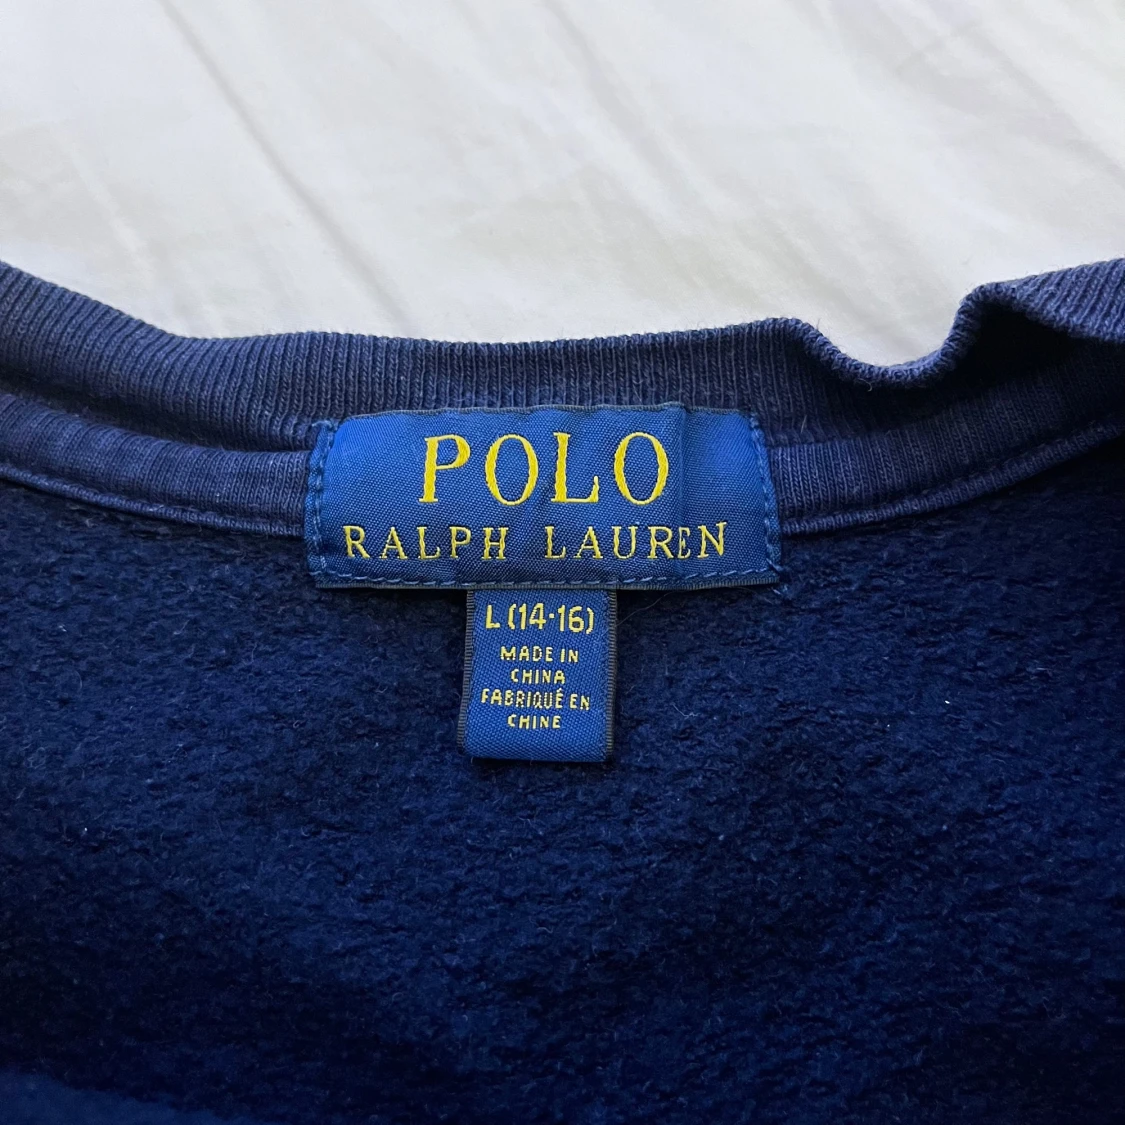 POLO
RALPH LAUREN
L (14·16)
MADE IN
CHINA
FABRIQUÉ EN
CHINE